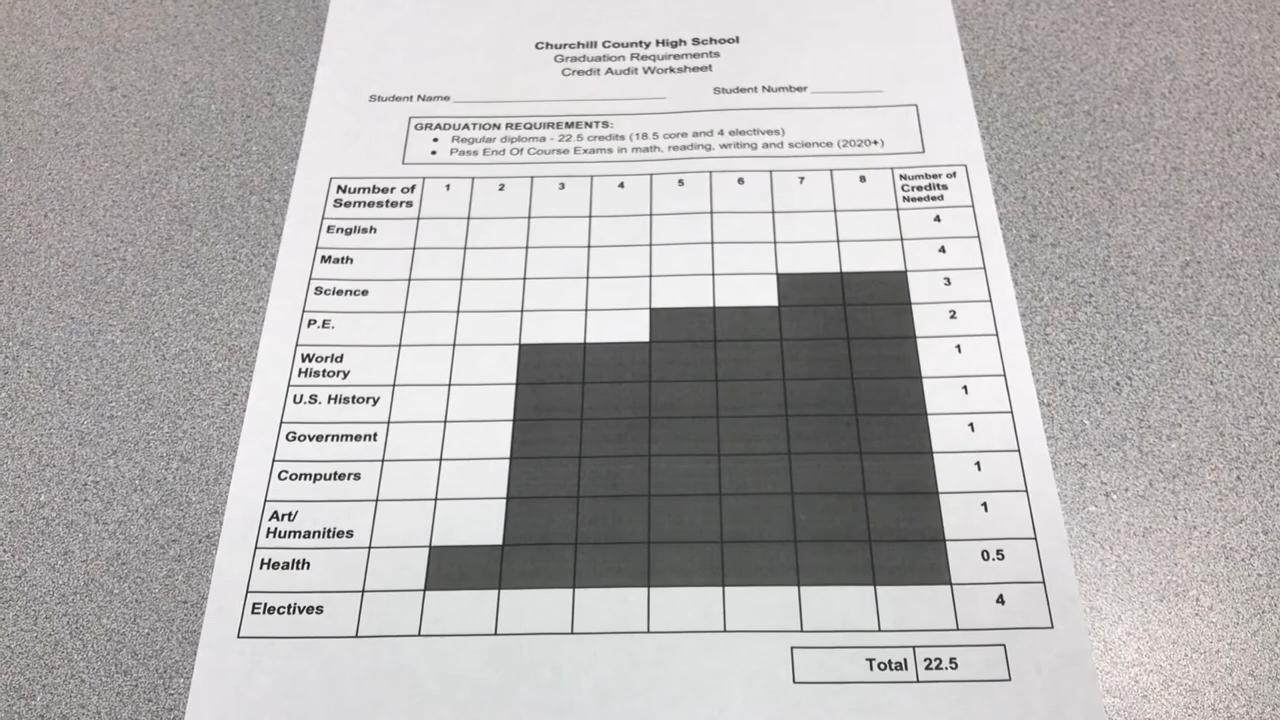 Churchill County High School
Graduation Requirements
Credit Audit Worksheet
Student Name ____________________ Student Number ________
GRADUATION REQUIREMENTS:
• Regular diploma - 22.5 credits (18.5 core and 4 electives)
• Pass End Of Course Exams in math, reading, writing and science (2020+)
Number of Semesters 1 2 3 4 5 6 7 8 Number of Credits Needed
English 4
Math 4
Science 3
P.E. 2
World History 1
U.S. History 1
Government 1
Computers 1
Art/ Humanities 1
Health 0.5
Electives 4
Total 22.5